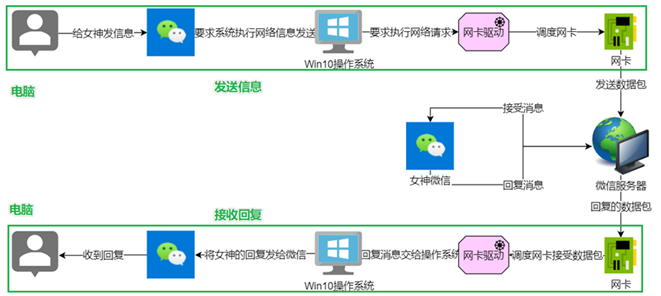 给女神发信息
要求系统执行网络信息发送
要求执行网络请求
网卡驱动
调度网卡
Win10操作系统
网卡
电脑
发送信息
发送数据包
接受消息
女神微信
回复消息
微信服务器
回复的数据包
电脑
接收回复
收到回复
将女神的回复发给微信
回复消息交给操作系统
网卡驱动
调度网卡接受数据包
Win10操作系统
网卡